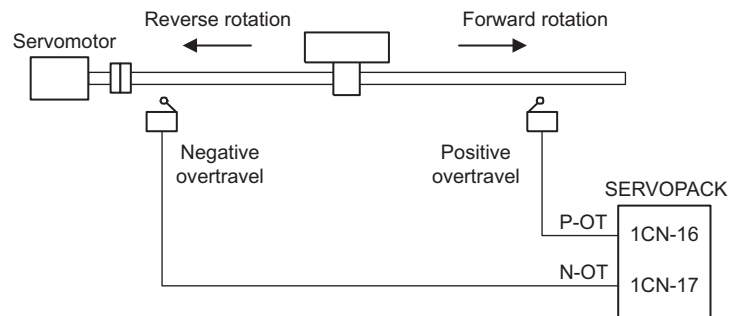 Reverse rotation
Forward rotation
Servomotor
Negative
overtravel
Positive
overtravel
SERVOPACK
P-OT
1CN-16
N-OT
1CN-17